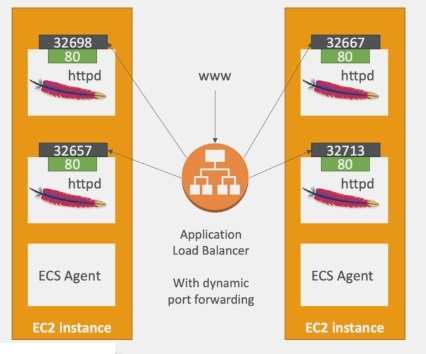 32698
80
httpd
32657
80
httpd
ECS Agent
EC2 instance
www
Application
Load Balancer
With dynamic
port forwarding
32667
80
httpd
32713
80
httpd
ECS Agent
EC2 instance